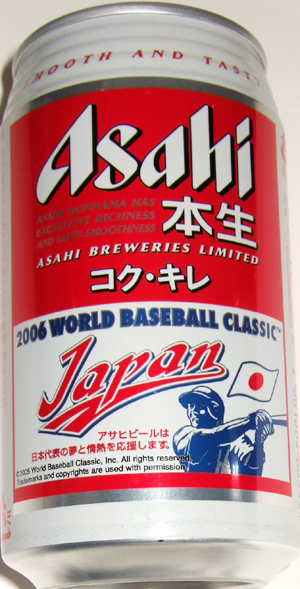 SMOOTH AND TASTY
Asahi
ASAHI HONNAMA HAS
EXCELLENT RICHNESS
AND SATIN SMOOTHNESS
本生
ASAHI BREWERIES LIMITED
コク・キレ
2006 WORLD BASEBALL CLASSIC™
Japan
アサヒビールは
日本代表の夢と情熱を応援します。
©2005 World Baseball Classic, Inc. All rights reserved.
Trademarks and copyrights are used with permission.